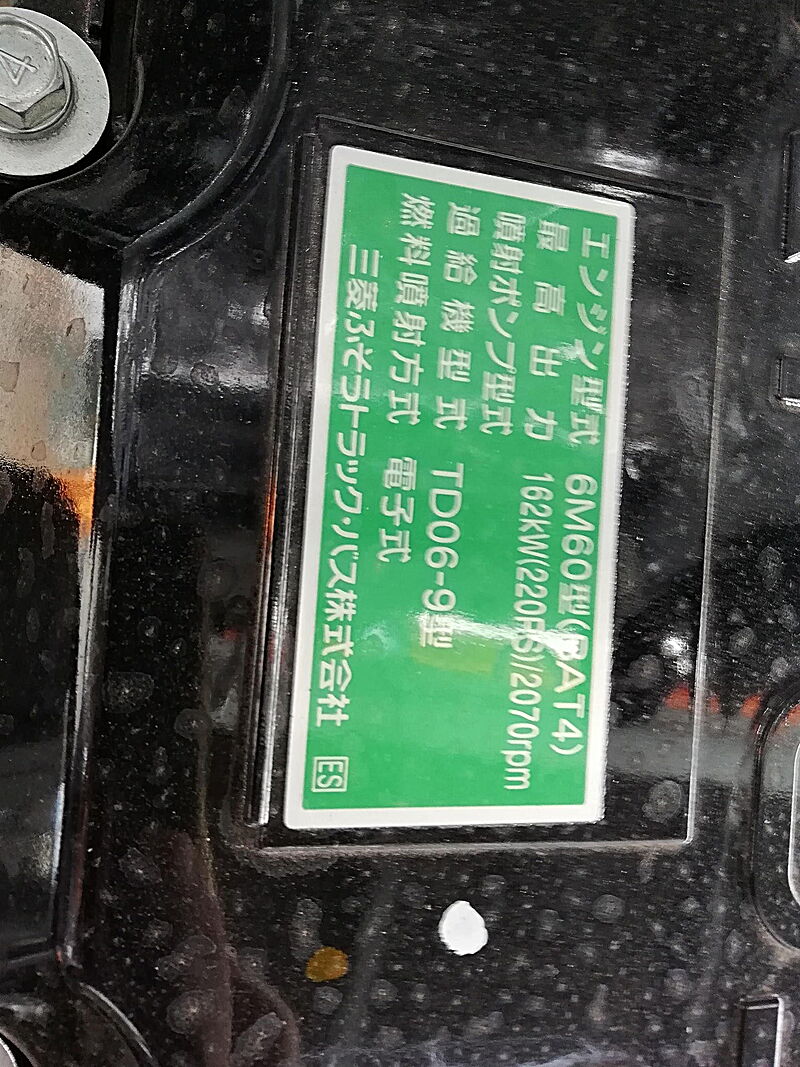 エンジン型式 6M60型(BAT4)
最高出力 162kW(220PS)/2070rpm
噴射ポンプ型式
過給機型式 TD06-9型
燃料噴射方式 電子式
三菱ふそうトラック・バス株式会社 ES
4